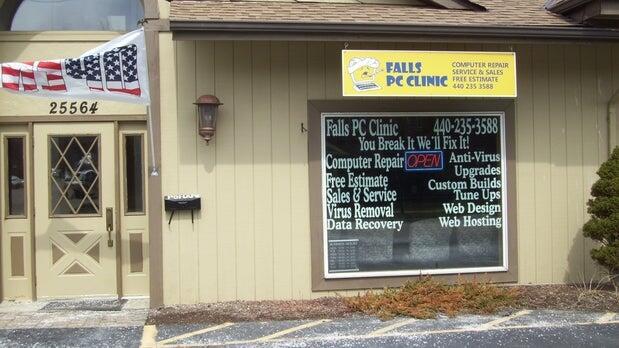 OPEN
25564
FALLS
PC CLINIC
COMPUTER REPAIR
SERVICE & SALES
FREE ESTIMATE
440 235 3588
Falls PC Clinic 440-235-3588
You Break It We'll Fix It!
Computer Repair OPEN Anti-Virus
Free Estimate Upgrades
Sales & Service Custom Builds
Virus Removal Tune Ups
Data Recovery Web Design
Web Hosting